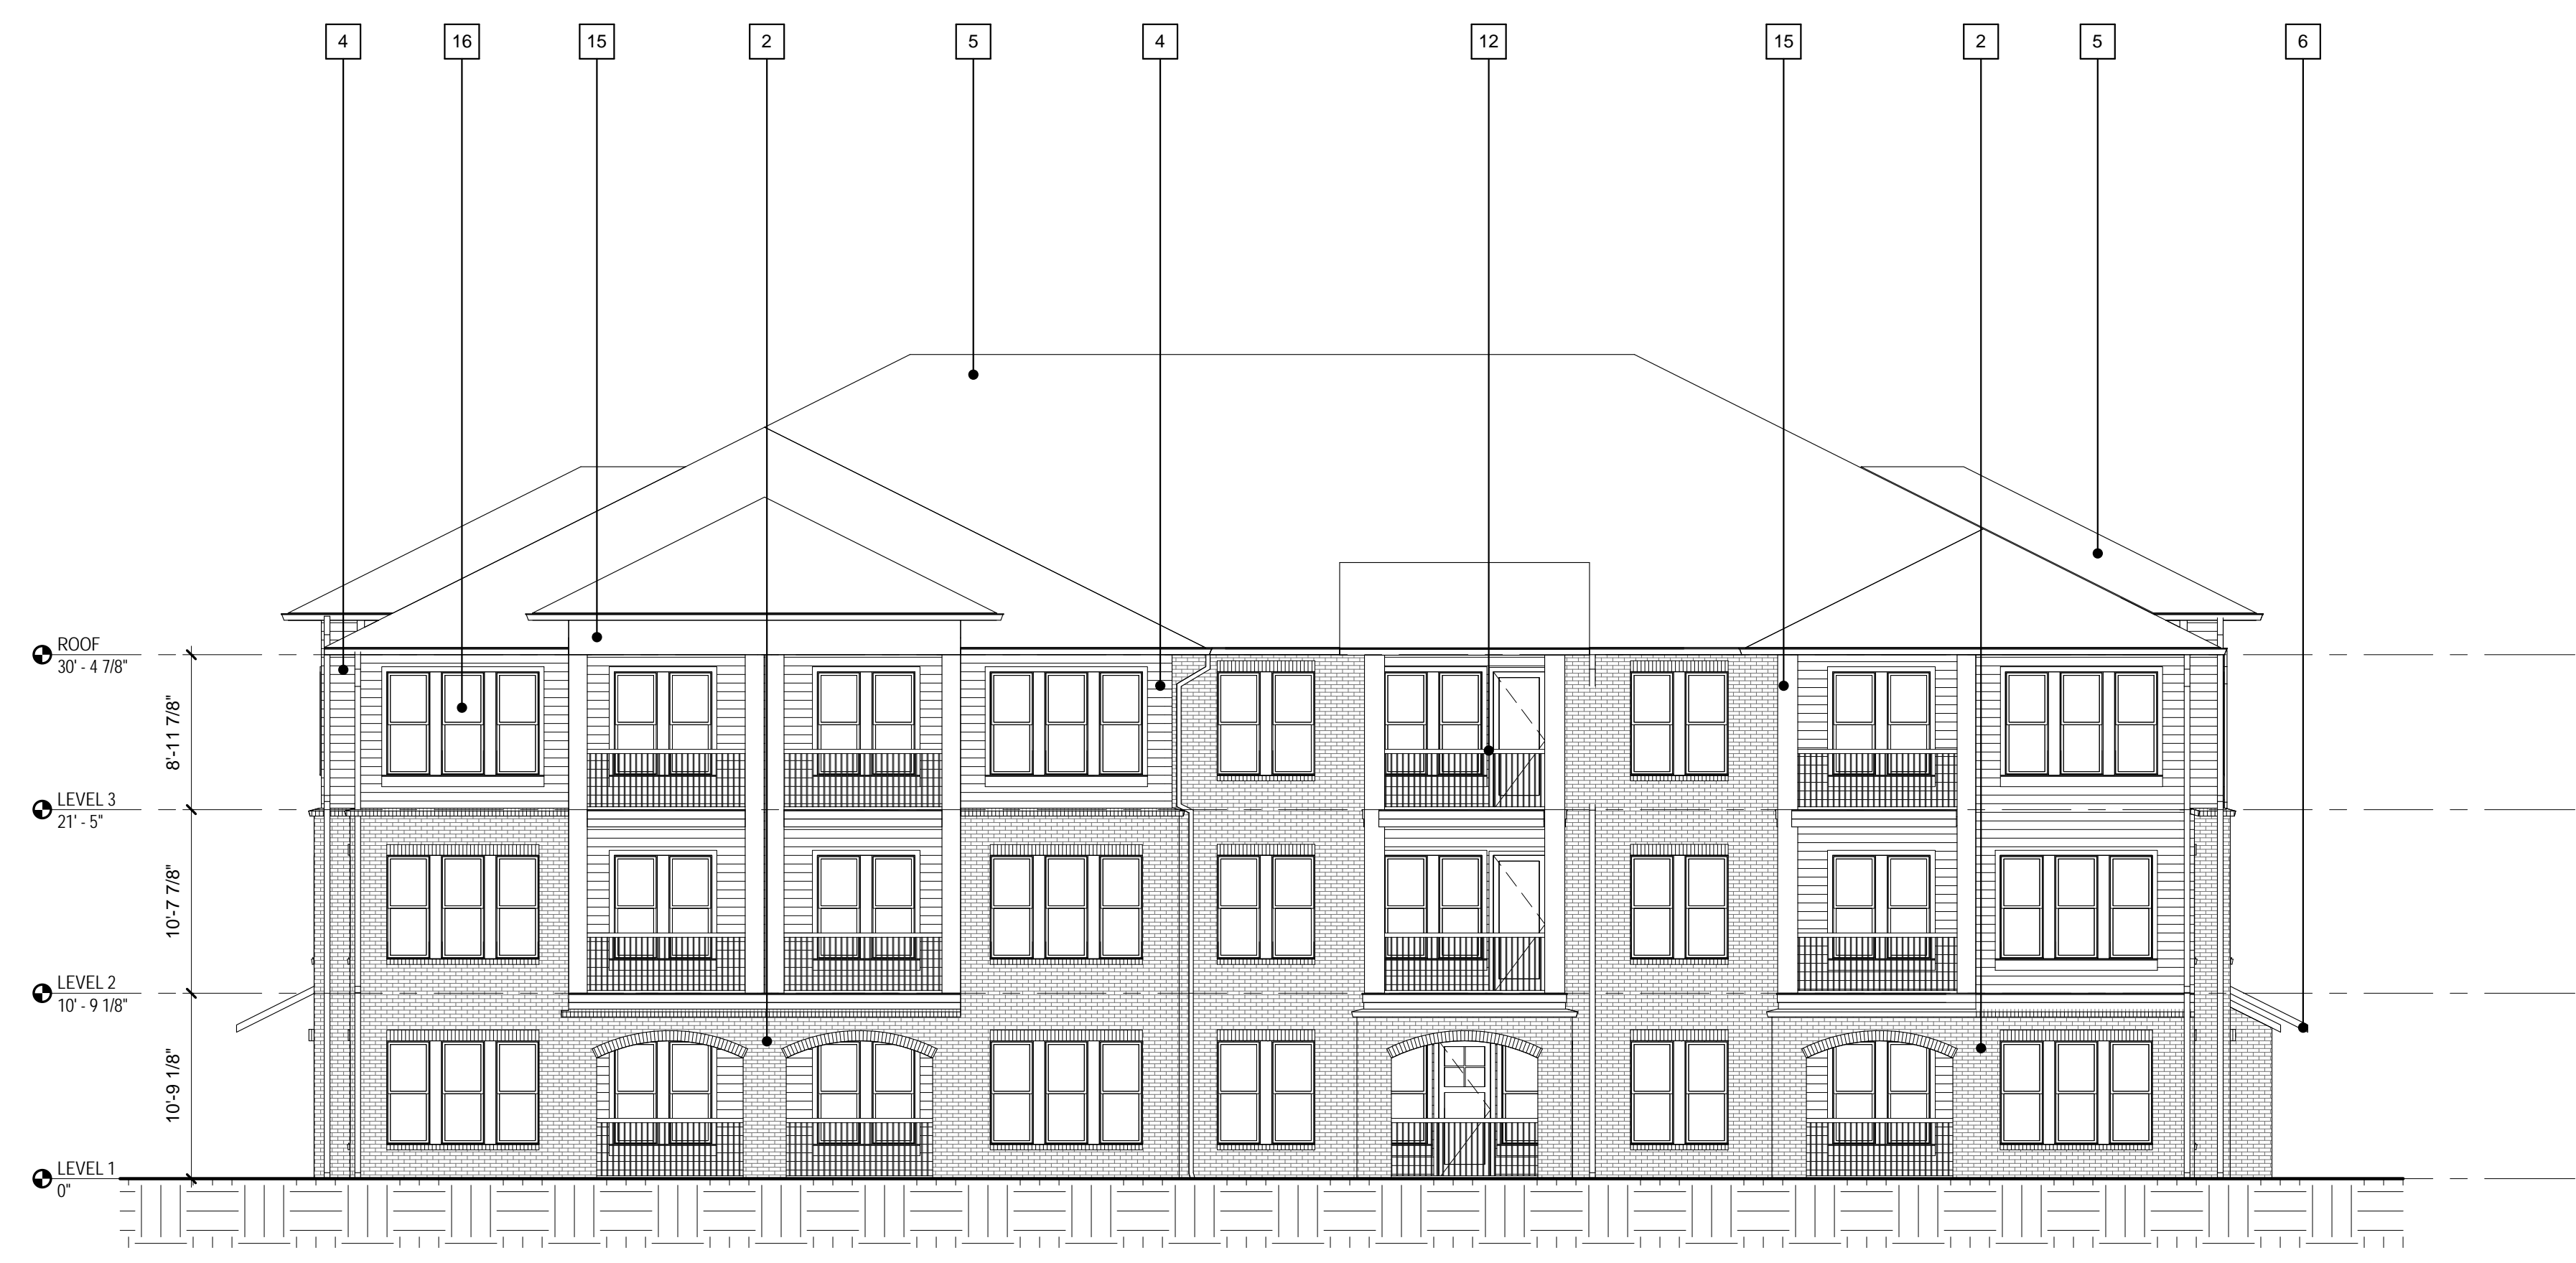 4 16 15 2 5 4 12 15 2 5 6
ROOF
30' - 4 7/8"
8'-11 7/8"
LEVEL 3
21' - 5"
10'-7 7/8"
LEVEL 2
10' - 9 1/8"
10'-9 1/8"
LEVEL 1
0"